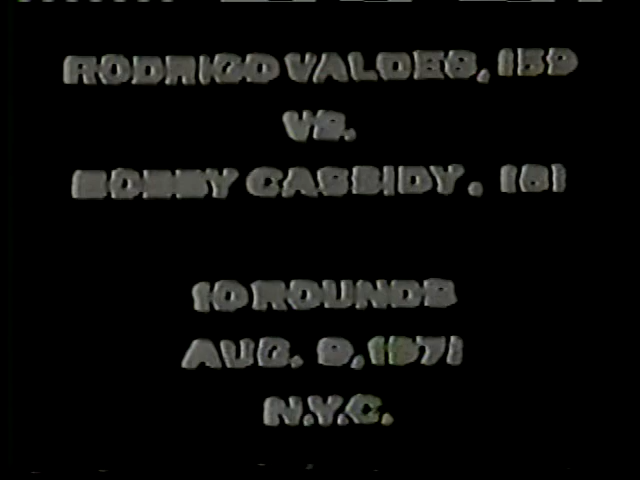 RODRIGO VALDES, 159
VS.
BOBBY CASSIDY, 161
10 ROUNDS
AUG. 9, 1971
N.Y.C.